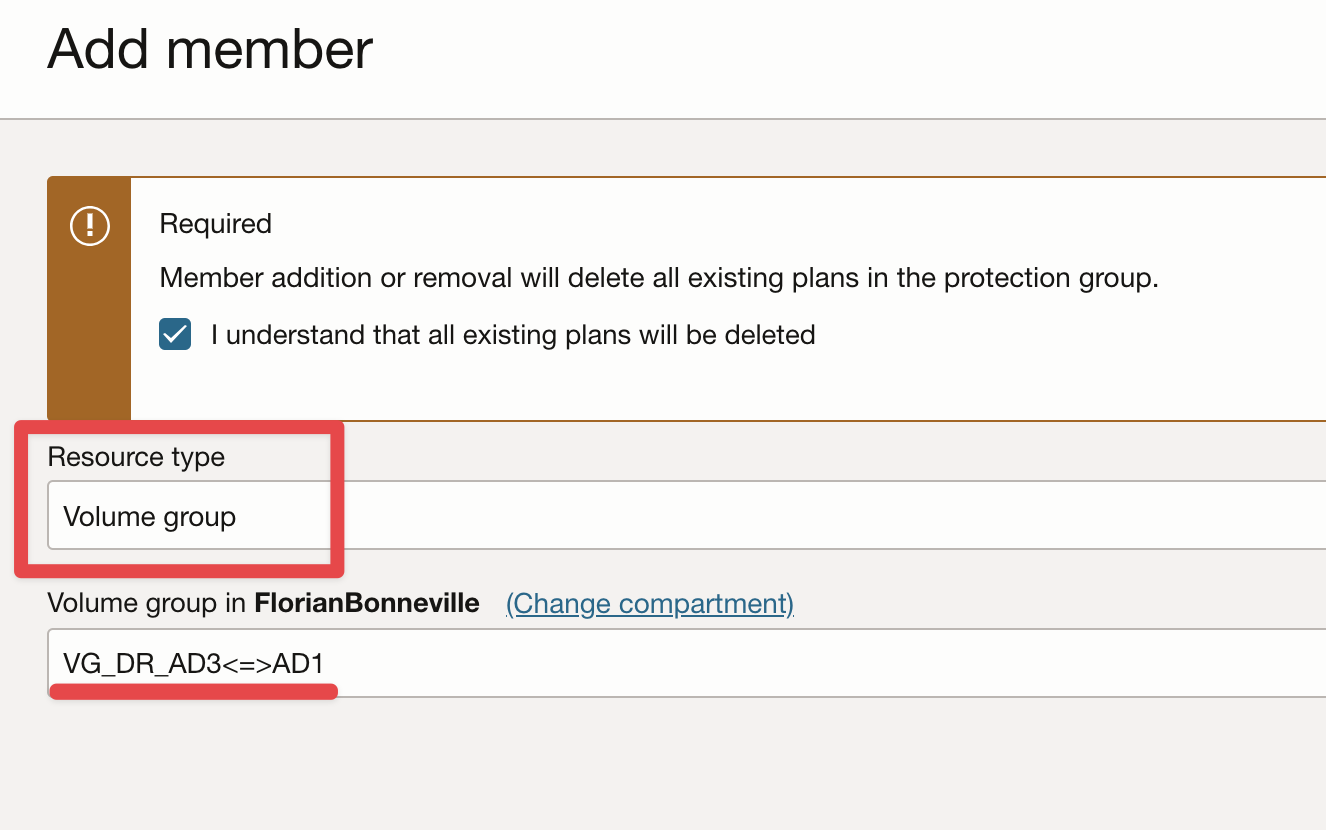 Add member
Required
Member addition or removal will delete all existing plans in the protection group.
I understand that all existing plans will be deleted
Resource type
Volume group
Volume group in FlorianBonneville (Change compartment)
VG_DR_AD3<=>AD1